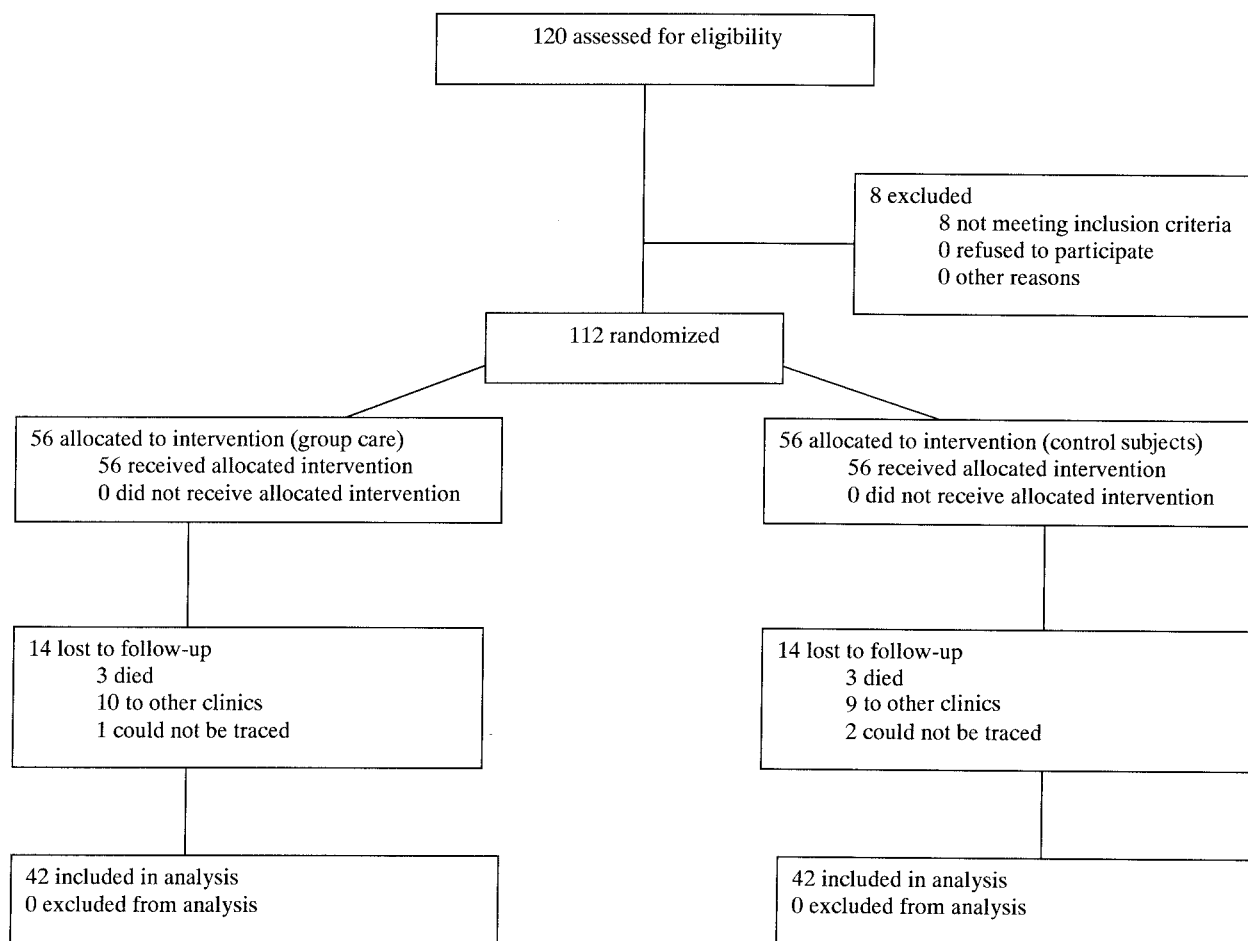 120 assessed for eligibility
8 excluded
8 not meeting inclusion criteria
0 refused to participate
0 other reasons
112 randomized
56 allocated to intervention (group care)
56 received allocated intervention
0 did not receive allocated intervention
56 allocated to intervention (control subjects)
56 received allocated intervention
0 did not receive allocated intervention
14 lost to follow-up
3 died
10 to other clinics
1 could not be traced
14 lost to follow-up
3 died
9 to other clinics
2 could not be traced
42 included in analysis
0 excluded from analysis
42 included in analysis
0 excluded from analysis